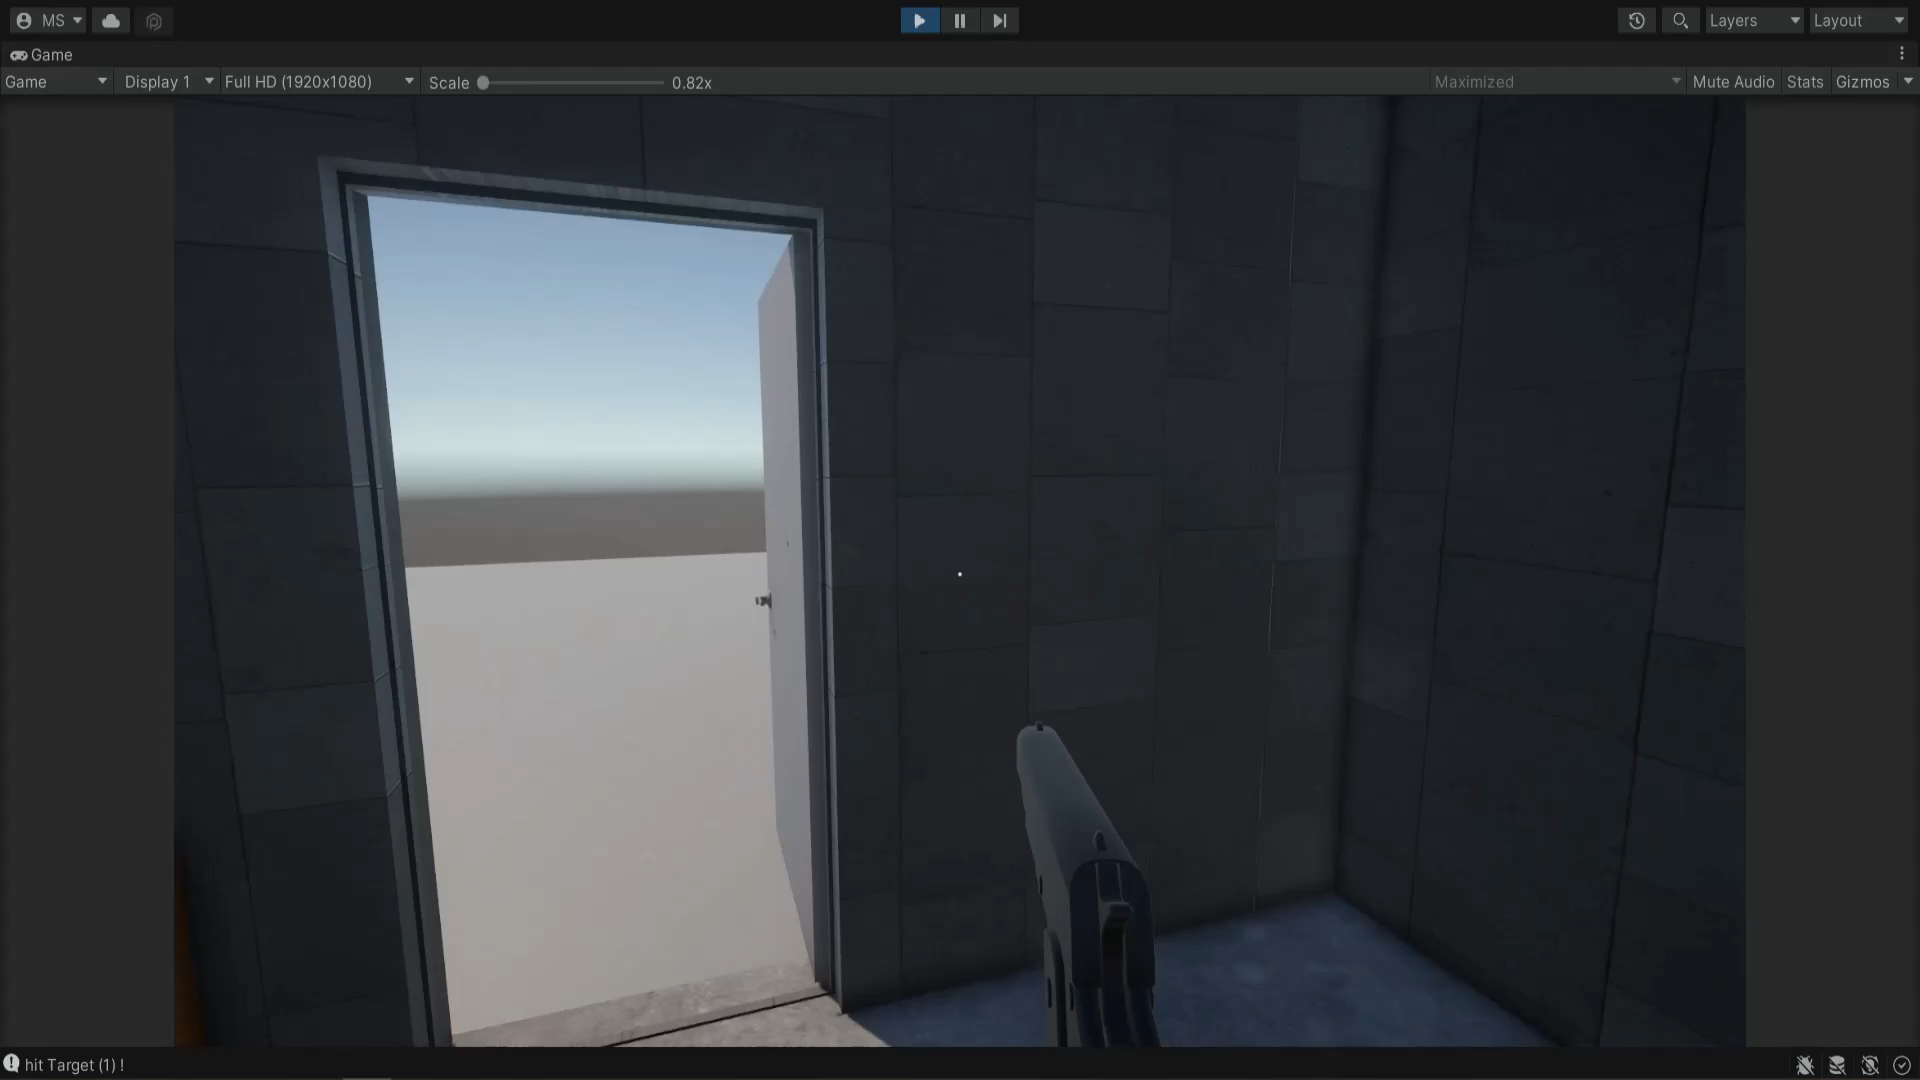 MS
Layers
Layout
Game
Game
Display 1
Full HD (1920x1080)
Scale
0.82x
Maximized
Mute Audio
Stats
Gizmos
hit Target (1) !